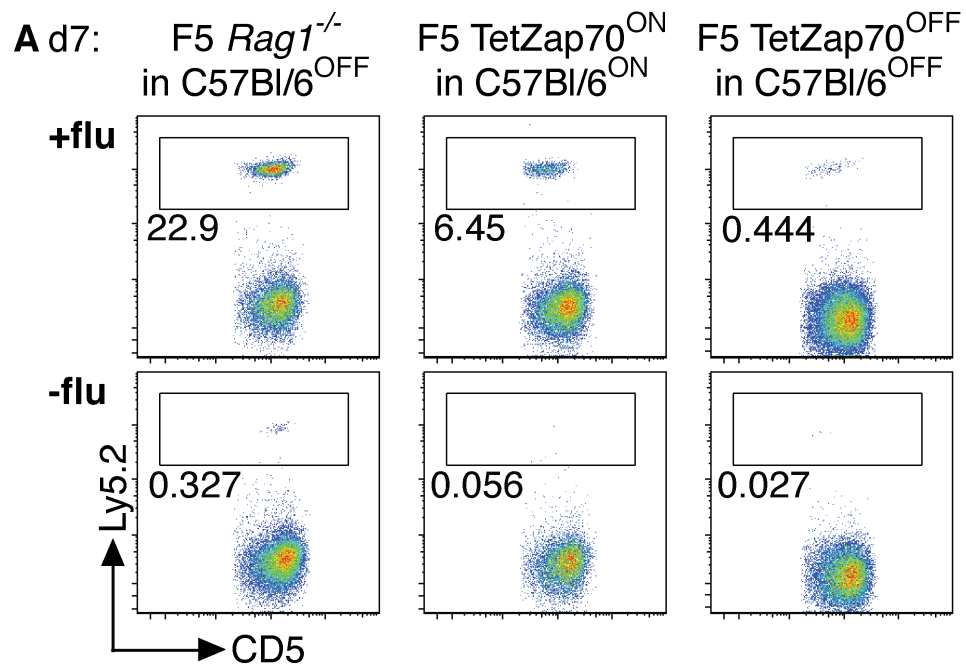 A d7:
F5 Rag1-/-
in C57Bl/6OFF
F5 TetZap70ON
in C57Bl/6ON
F5 TetZap70OFF
in C57Bl/6OFF
+flu
22.9
6.45
0.444
-flu
0.327
0.056
0.027
Ly5.2
CD5